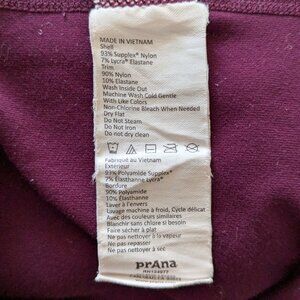 MADE IN VIETNAM
Shell
93% Supplex® Nylon
7% Lycra® Elastane
Trim
90% Nylon
10% Elastane
Wash Inside Out
Machine Wash Cold Gentle
With Like Colors
Non-Chlorine Bleach When Needed
Dry Flat
Do Not Steam
Do Not Iron
Do not dry clean
Fabriqué au Vietnam
Extérieur
93% Polyamide Supplex®
7% Élasthanne Lycra®
Bordure
90% Polyamide
10% Élasthanne
Laver à l'envers
Lavage machine à froid, Cycle délicat
Avec des couleurs similaires
Blanchir sans chlore si besoin
Faire sécher à plat
Ne pas nettoyer à la vapeur
Ne pas repasser
Ne pas nettoyer à sec
prAna